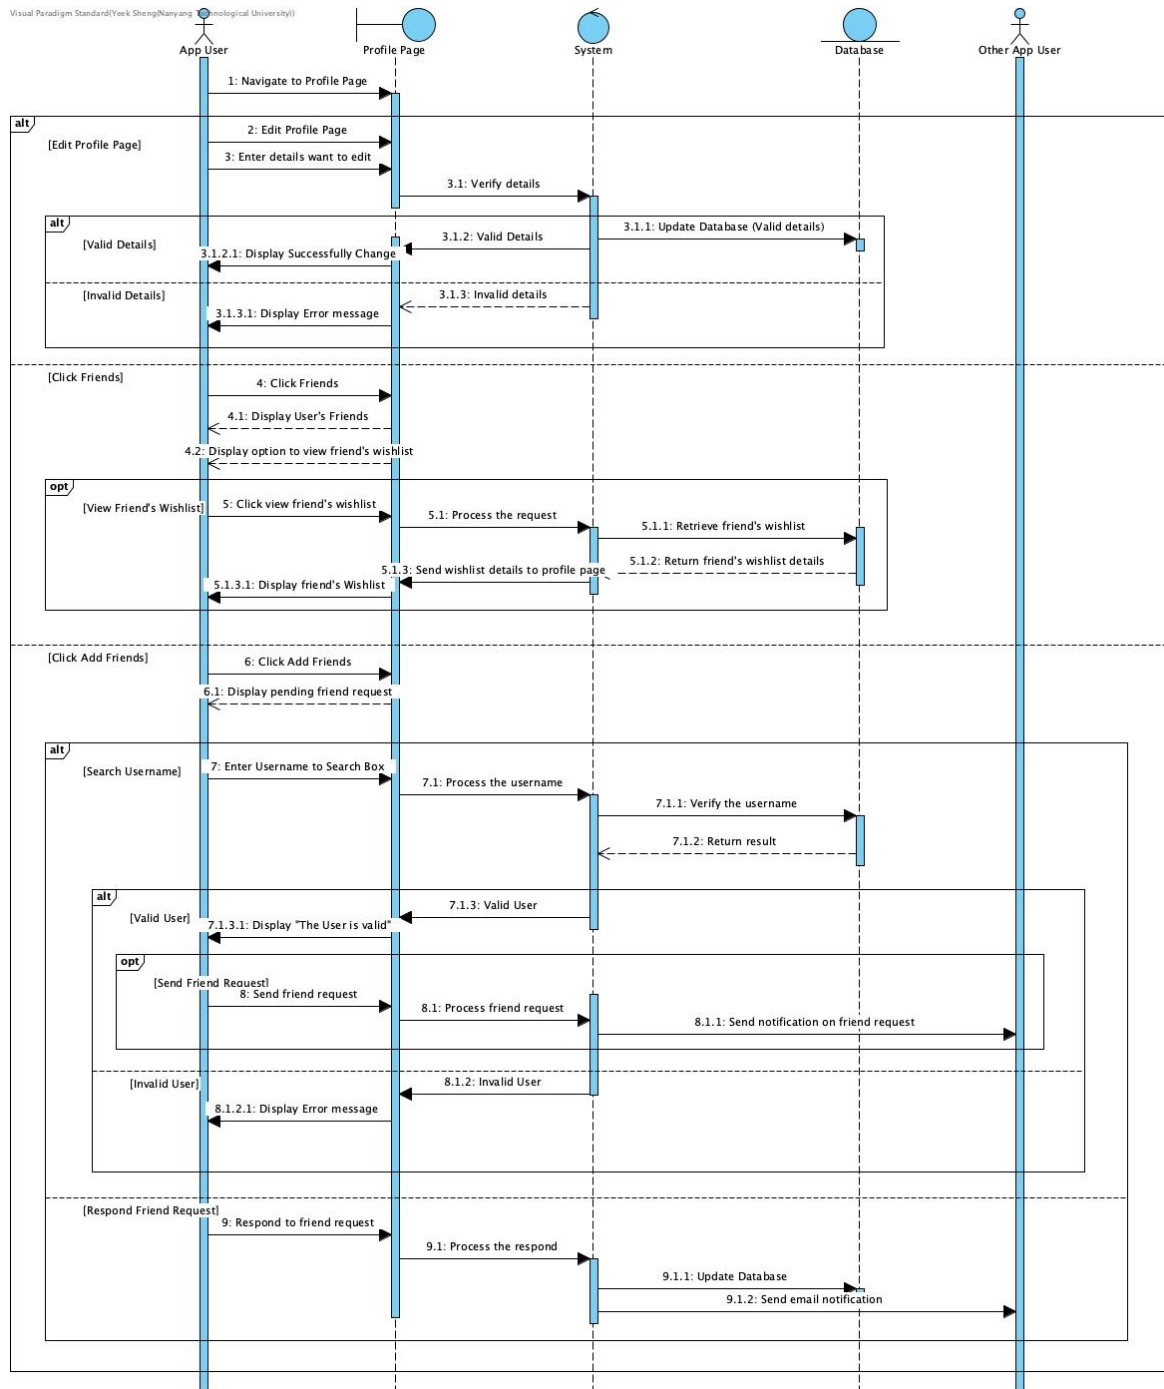 Visual Paradigm Standard(Yeek Sheng(Nanyang Technological University))
App User
Profile Page
System
Database
Other App User
1: Navigate to Profile Page
alt
[Edit Profile Page]
2: Edit Profile Page
3: Enter details want to edit
3.1: Verify details
alt
[Valid Details]
3.1.1: Update Database (Valid details)
3.1.2: Valid Details
3.1.2.1: Display Successfully Change
[Invalid Details]
3.1.3: Invalid details
3.1.3.1: Display Error message
[Click Friends]
4: Click Friends
4.1: Display User's Friends
4.2: Display option to view friend's wishlist
opt
[View Friend's Wishlist]
5: Click view friend's wishlist
5.1: Process the request
5.1.1: Retrieve friend's wishlist
5.1.2: Return friend's wishlist details
5.1.3: Send wishlist details to profile page
5.1.3.1: Display friend's Wishlist
[Click Add Friends]
6: Click Add Friends
6.1: Display pending friend request
alt
[Search Username]
7: Enter Username to Search Box
7.1: Process the username
7.1.1: Verify the username
7.1.2: Return result
alt
[Valid User]
7.1.3: Valid User
7.1.3.1: Display "The User is valid"
opt
[Send Friend Request]
8: Send friend request
8.1: Process friend request
8.1.1: Send notification on friend request
[Invalid User]
8.1.2: Invalid User
8.1.2.1: Display Error message
[Respond Friend Request]
9: Respond to friend request
9.1: Process the respond
9.1.1: Update Database
9.1.2: Send email notification